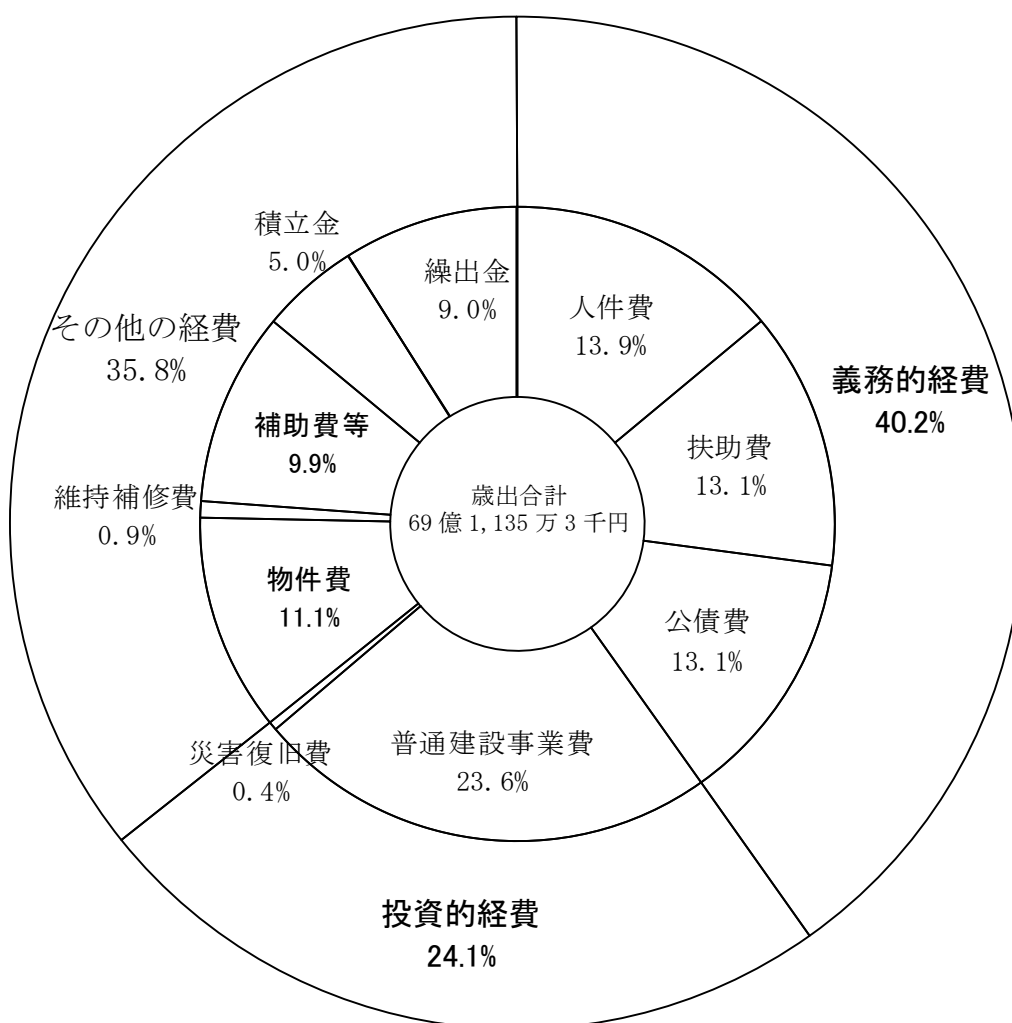 積立金
5.0%
繰出金
9.0%
人件費
13.9%
その他の経費
35.8%
義務的経費
40.2%
補助費等
9.9%
扶助費
13.1%
維持補修費
0.9%
歳出合計
69億1,135万3千円
物件費
11.1%
公債費
13.1%
災害復旧費
0.4%
普通建設事業費
23.6%
投資的経費
24.1%